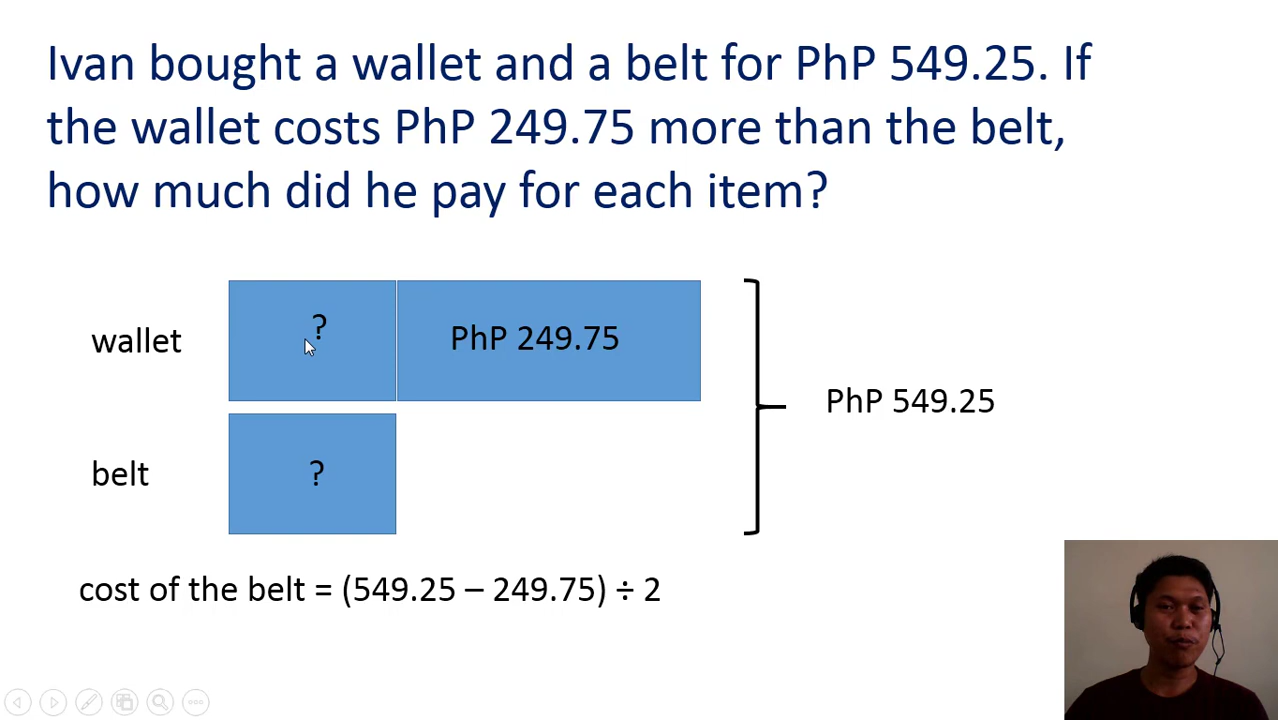 Ivan bought a wallet and a belt for PhP 549.25. If
the wallet costs PhP 249.75 more than the belt,
how much did he pay for each item?
wallet
?
PhP 249.75
PhP 549.25
belt
?
cost of the belt = (549.25 – 249.75) ÷ 2